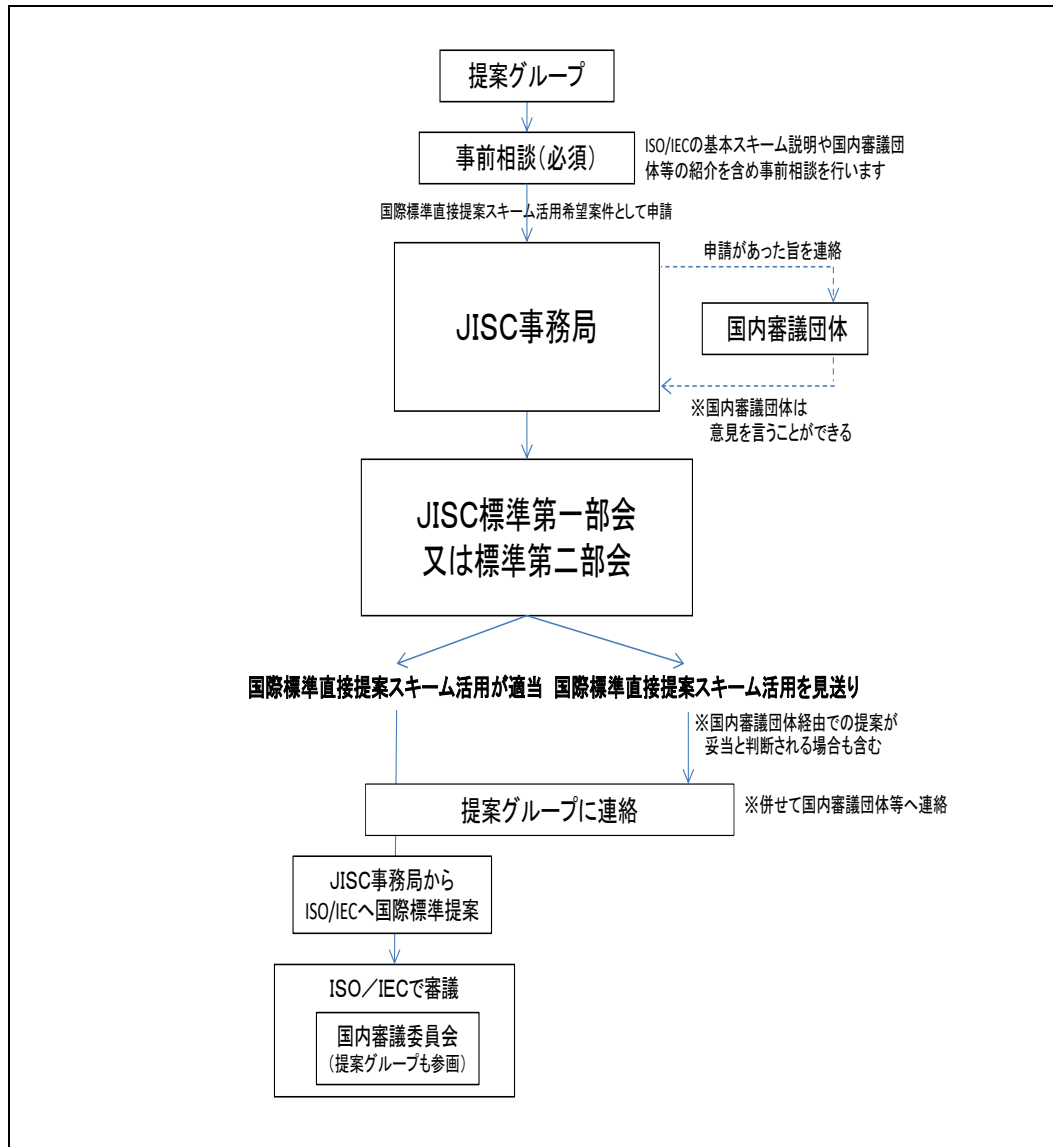 提案グループ
事前相談(必須)
ISO/IECの基本スキーム説明や国内審議団
体等の紹介を含め事前相談を行います
国際標準直接提案スキーム活用希望案件として申請
JISC事務局
申請があった旨を連絡
国内審議団体
※国内審議団体は
意見を言うことができる
JISC標準第一部会
又は標準第二部会
国際標準直接提案スキーム活用が適当 国際標準直接提案スキーム活用を見送り
※国内審議団体経由での提案が
妥当と判断される場合も含む
提案グループに連絡
※併せて国内審議団体等へ連絡
JISC事務局から
ISO/IECへ国際標準提案
ISO/IECで審議
国内審議委員会
(提案グループも参画)